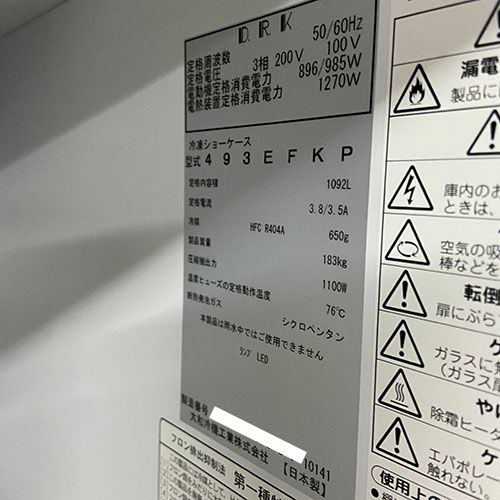 D.R.K
50/60Hz
定格周波数 100V
定格電圧 3相 200V
電動機定格消費電力 896/985W
電熱装置定格消費電力 1270W
冷凍ショーケース
型式 493EFKP
定格内容積 1092L
定格電流 3.8/3.5A
冷媒 HFC R404A 650g
製品質量 183kg
圧縮機出力 1100W
温度ヒューズの定格動作温度 76℃
断熱発泡ガス シクロペンタン
本製品は雨水中ではご使用できません
ランプ LED
製造番号
大和冷機工業株式会社 10141
【日本製】
フロン排出抑制法 第一種
漏電
製品に
庫内のお
ときは、
空気の吸
棒などを
転倒
扉にぶら
ケ
ガラスに
(ガラス扉
やけ
除霜ヒータ
ケ
エバポレ
触れない。
使用上